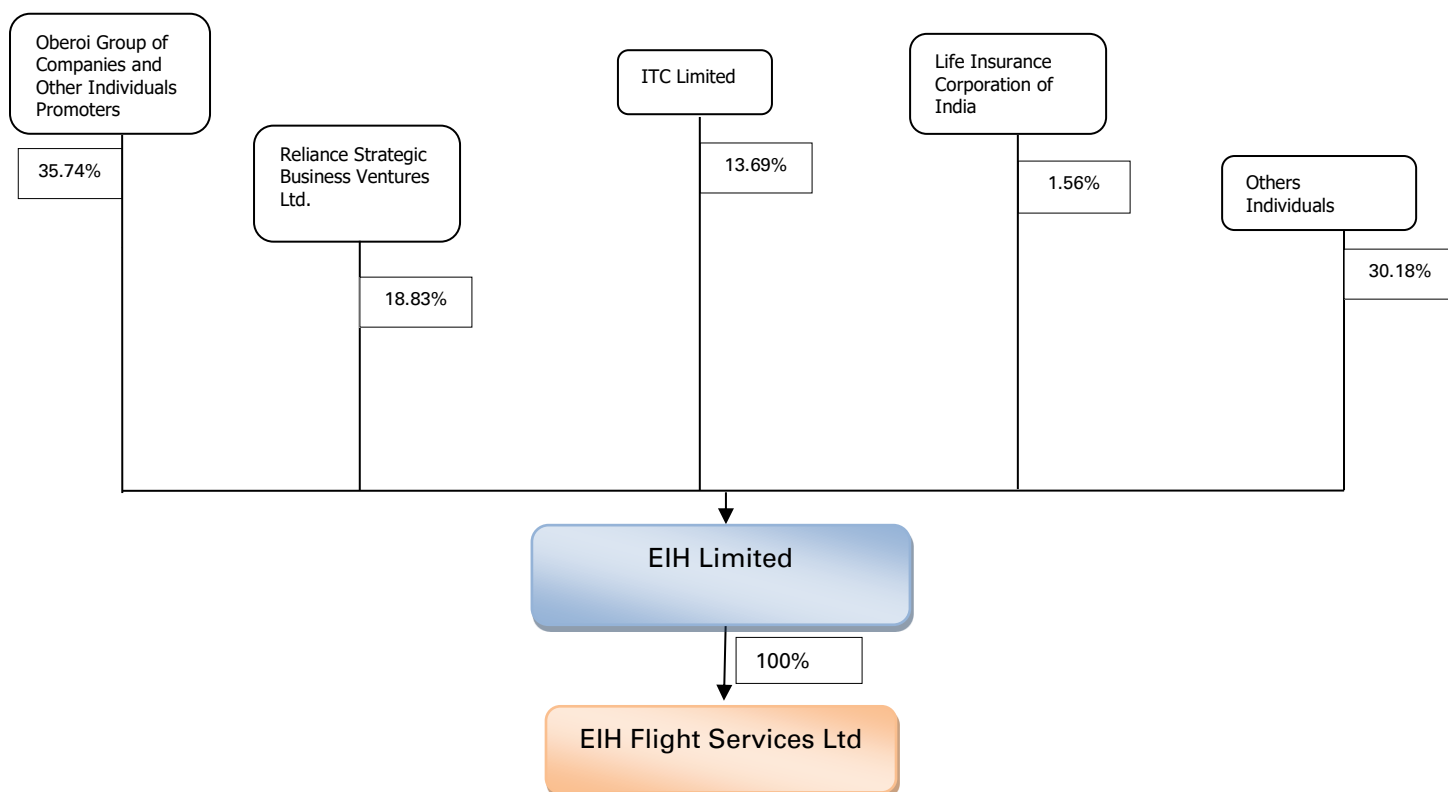 Oberoi Group of
Companies and
Other Individuals
Promoters
35.74%
Reliance Strategic
Business Ventures
Ltd.
18.83%
ITC Limited
13.69%
Life Insurance
Corporation of
India
1.56%
Others
Individuals
30.18%
EIH Limited
100%
EIH Flight Services Ltd